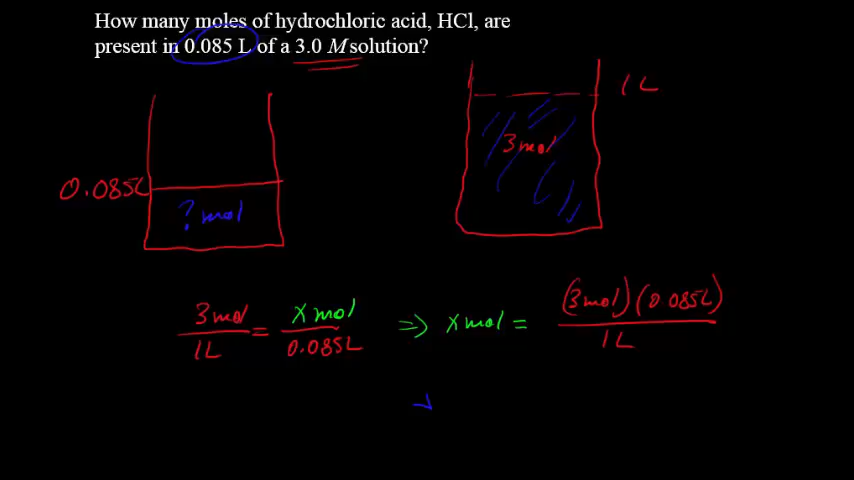 How many moles of hydrochloric acid, HCl, are
present in 0.085 L of a 3.0 M solution?
1L
3mol
0.085L
? mol
3mol / 1L = x mol / 0.085L ⇒ x mol = (3mol)(0.085L) / 1L